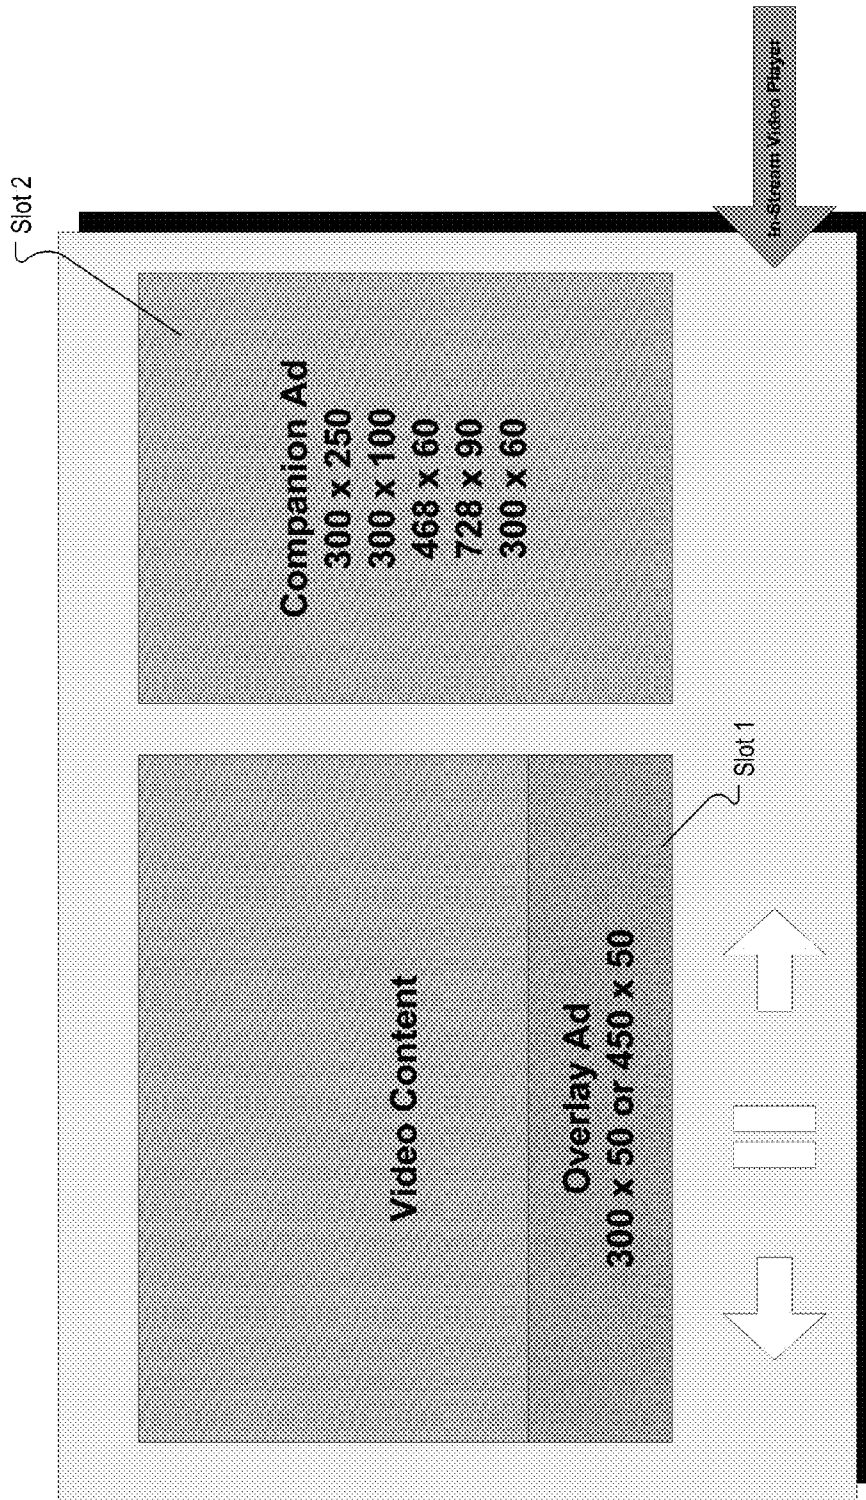 Video Content
Overlay Ad
300 x 50 or 450 x 50
Slot 1
Companion Ad
300 x 250
300 x 100
468 x 60
728 x 90
300 x 60
Slot 2
In-Stream Video Player